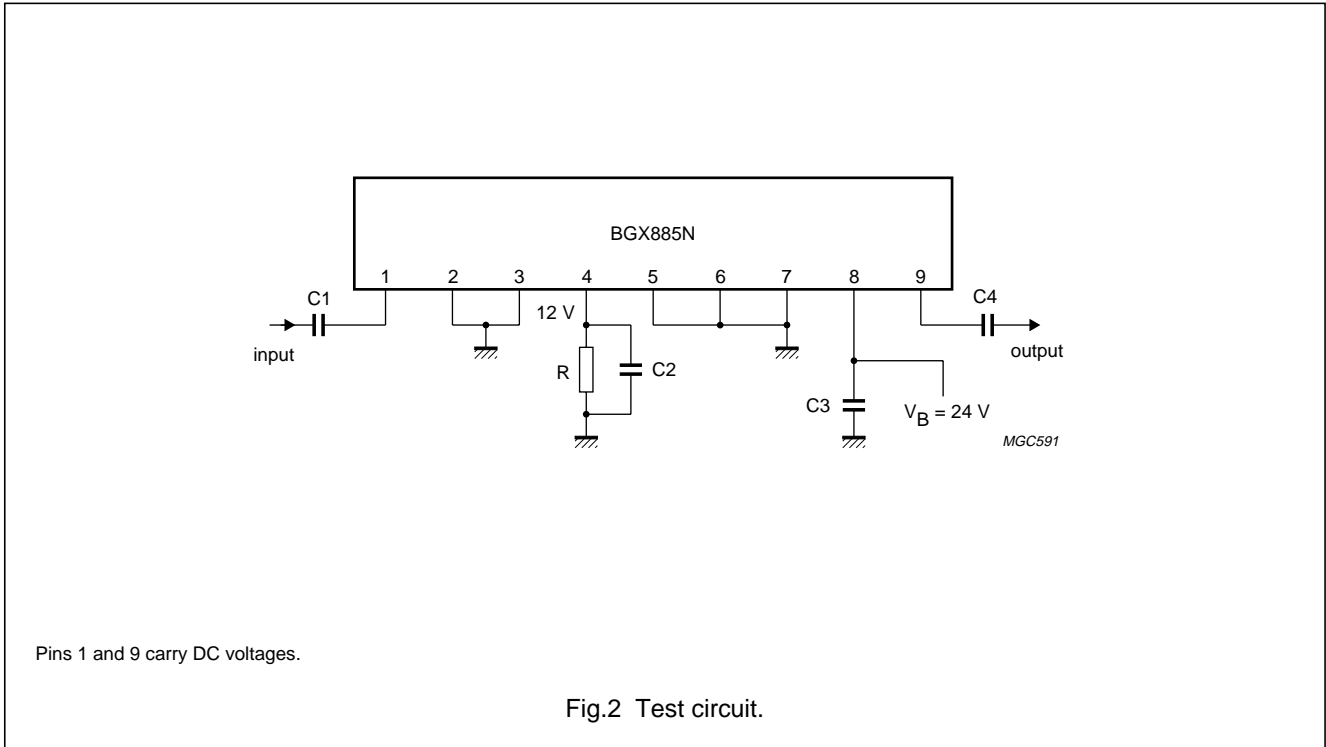 BGX885N
1 2 3 4 5 6 7 8 9
C1
C4
12 V
input
output
R
C2
C3
VB = 24 V
MGC591
Pins 1 and 9 carry DC voltages.
Fig.2 Test circuit.